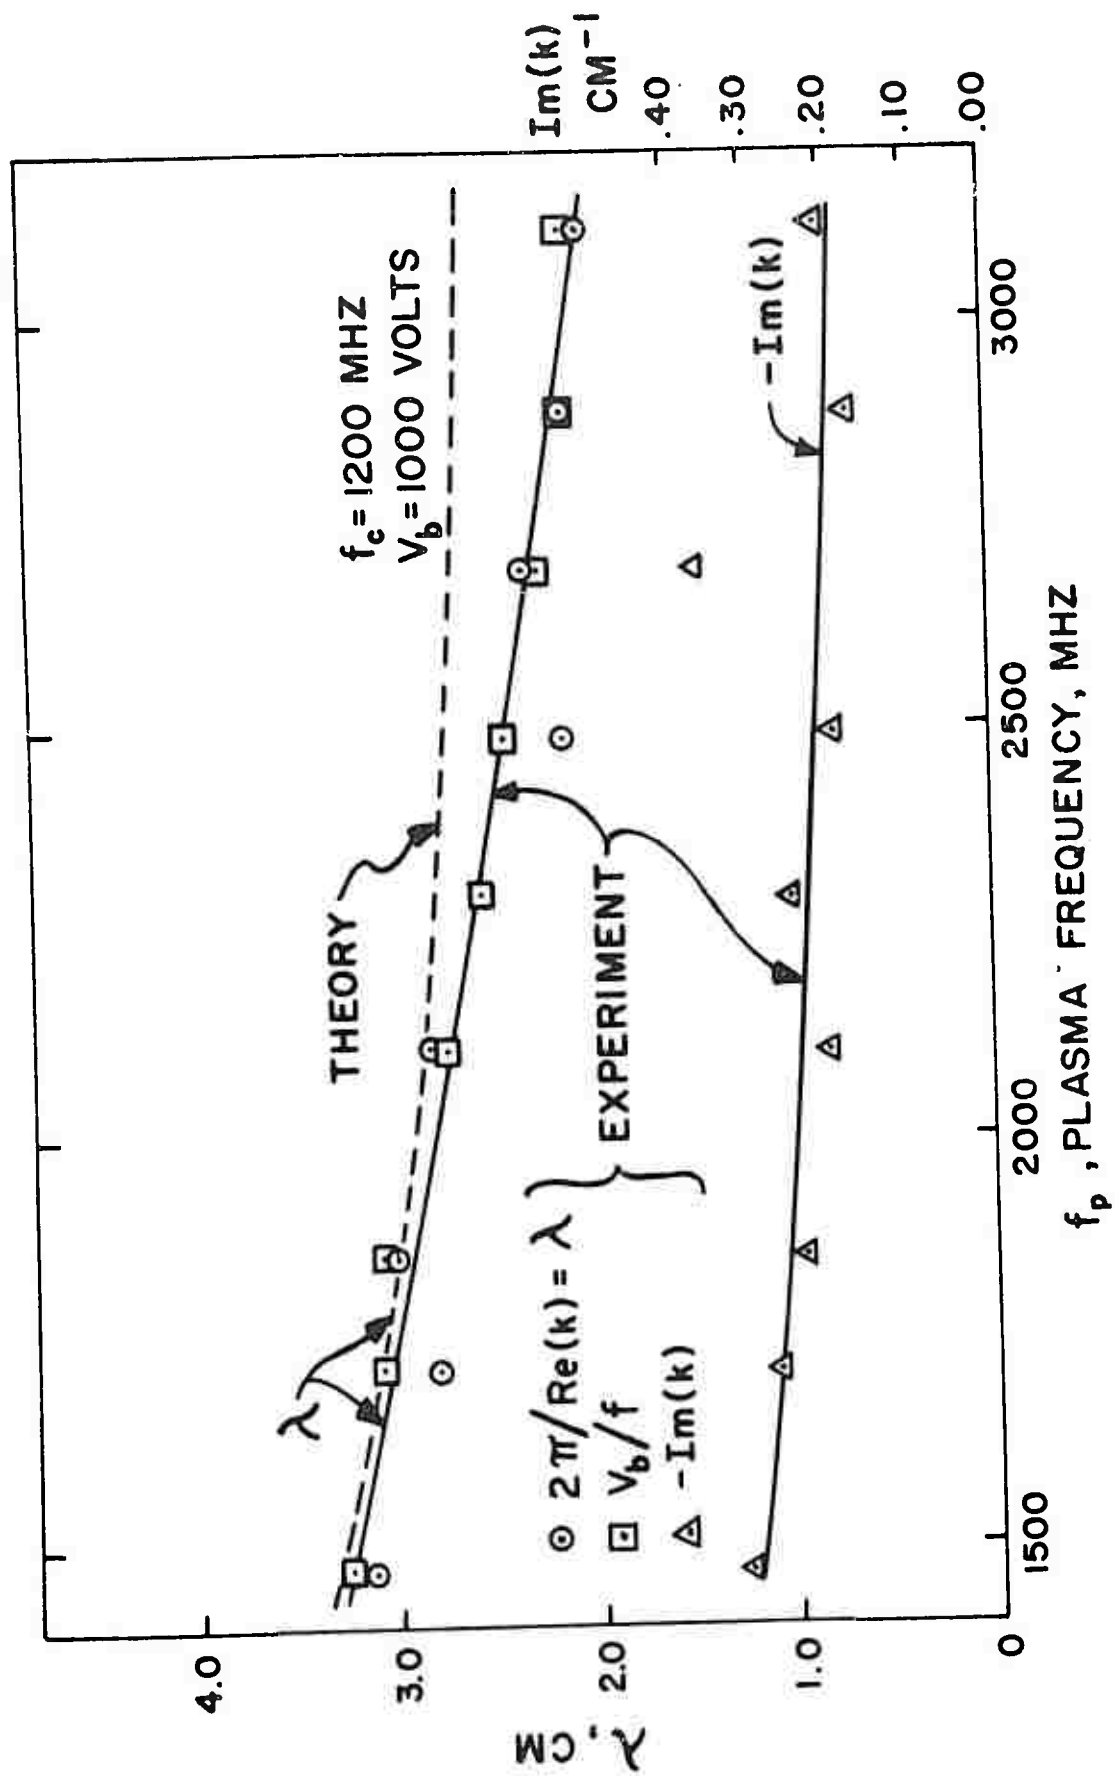 f_c = 1200 MHZ
V_b = 1000 VOLTS
THEORY
λ
EXPERIMENT
⊙ 2π/Re(k) = λ
⊡ V_b/f
△ -Im(k)
-Im(k)
λ, CM
4.0
3.0
2.0
1.0
0
Im(k)
CM⁻¹
.40
.30
.20
.10
.00
1500
2000
2500
3000
f_p, PLASMA FREQUENCY, MHZ